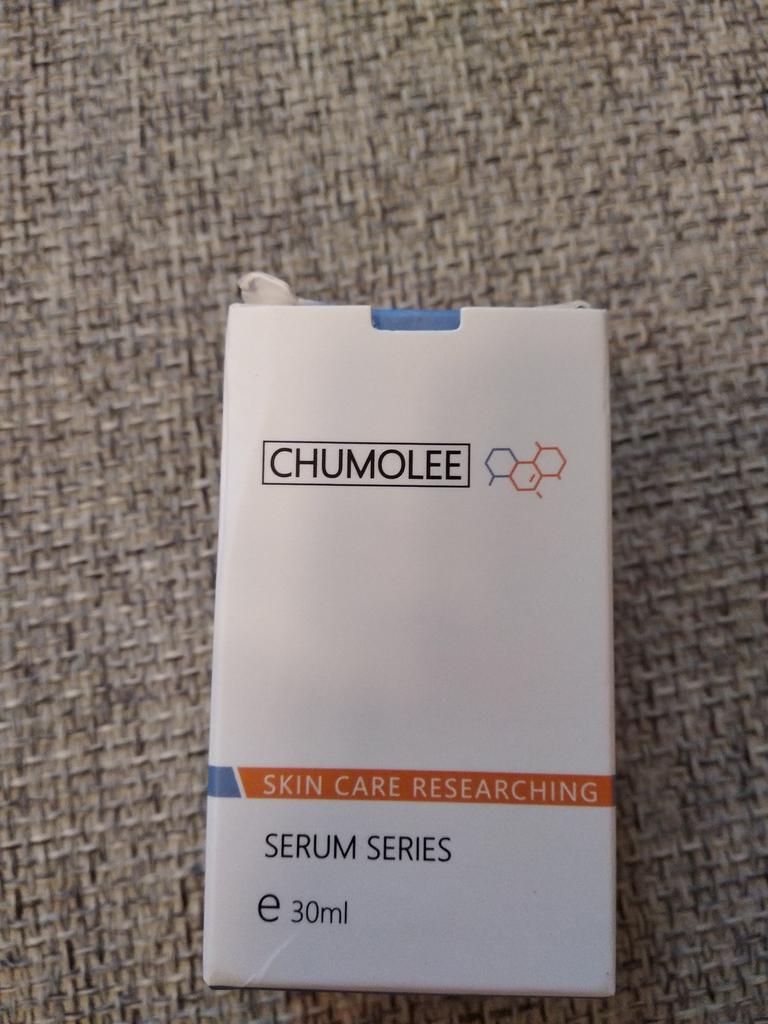 CHUMOLEE
SKIN CARE RESEARCHING
SERUM SERIES
e 30ml